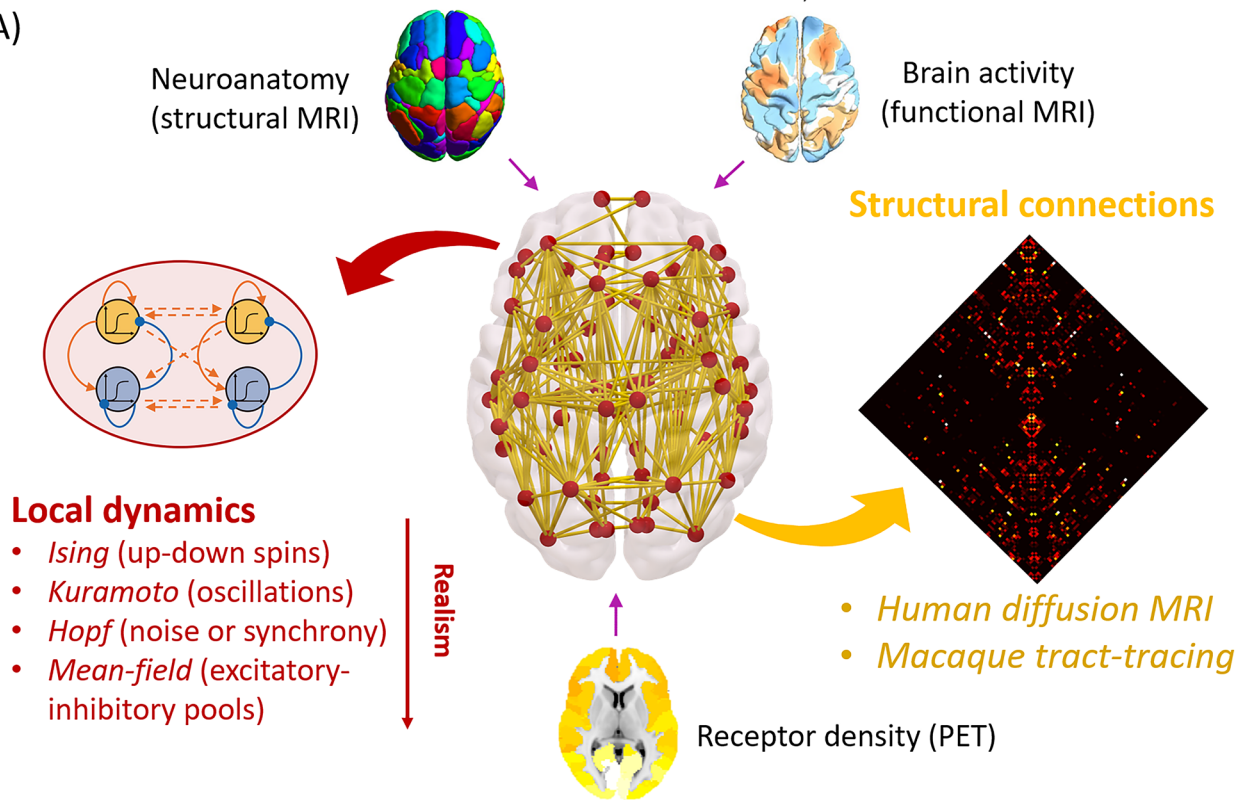 A)
Neuroanatomy
(structural MRI)
Brain activity
(functional MRI)
Structural connections
Local dynamics
• Ising (up-down spins)
• Kuramoto (oscillations)
• Hopf (noise or synchrony)
• Mean-field (excitatory-
inhibitory pools)
Realism
• Human diffusion MRI
• Macaque tract-tracing
Receptor density (PET)